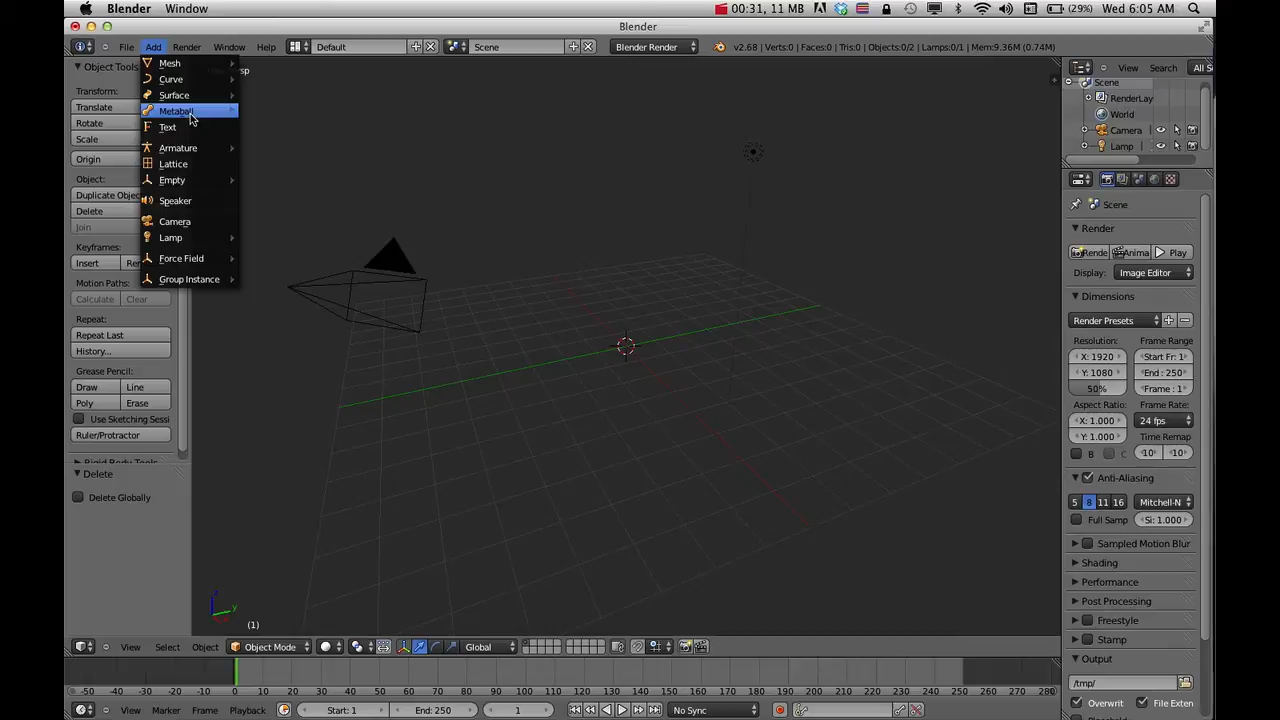 Blender Window 00:31, 11 MB (29%) Wed 6:05 AM
Blender
File Add Render Window Help Default Scene Blender Render v2.68 | Verts:0 | Faces:0 | Tris:0 | Objects:0/2 | Lamps:0/1 | Mem:9.36M (0.74M)
Object Tools
Transform:
Translate
Rotate
Scale
Origin
Object:
Duplicate Objec
Delete
Join
Keyframes:
Insert Ren
Motion Paths:
Calculate Clear
Repeat:
Repeat Last
History...
Grease Pencil:
Draw Line
Poly Erase
Use Sketching Sessi
Ruler/Protractor
Delete
Delete Globally
Mesh
Curve
Surface
Metaball
Text
Armature
Lattice
Empty
Speaker
Camera
Lamp
Force Field
Group Instance
z
y
(1)
View Select Object Object Mode Global
View Search All S
Scene
RenderLay
World
Camera
Lamp
Scene
Render
Rende Anima Play
Display: Image Editor
Dimensions
Render Presets
Resolution: Frame Range
X: 1920 Start Fr: 1
Y: 1080 End : 250
50% Frame : 1
Aspect Ratio: Frame Rate:
X: 1.000 24 fps
Y: 1.000 Time Remap
B C 10 10
Anti-Aliasing
5 8 11 16 Mitchell-N
Full Samp Si: 1.000
Sampled Motion Blur
Shading
Performance
Post Processing
Freestyle
Stamp
Output
/tmp/
Overwrit File Exten
-50 -40 -30 -20 -10 0 10 20 30 40 50 60 70 80 90 100 110 120 130 140 150 160 170 180 190 200 210 220 230 240 250 260 270 280
View Marker Frame Playback Start: 1 End: 250 1 No Sync